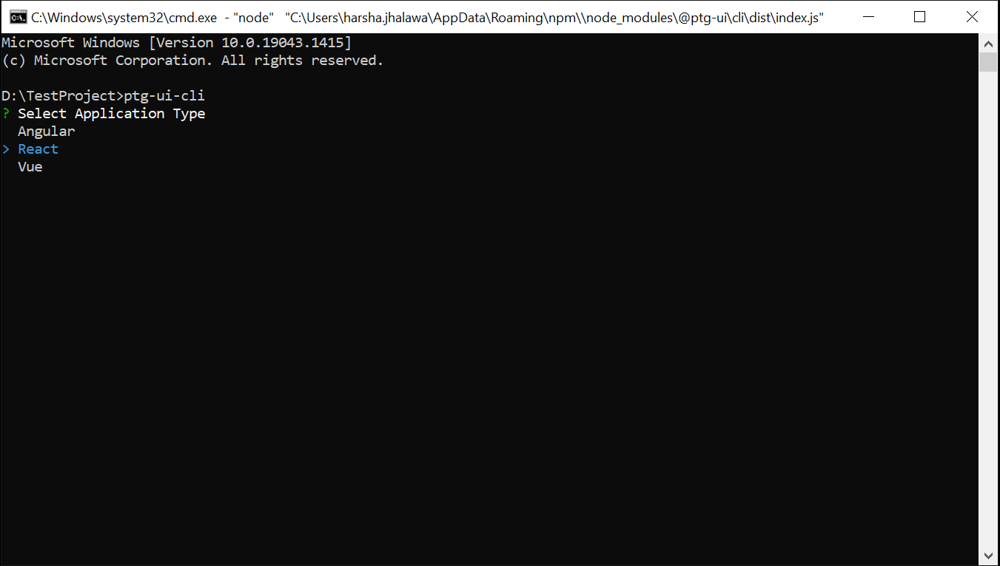 C:\Windows\system32\cmd.exe - "node" "C:\Users\harsha.jhalawa\AppData\Roaming\npm\\node_modules\@ptg-ui\cli\dist\index.js"
Microsoft Windows [Version 10.0.19043.1415]
(c) Microsoft Corporation. All rights reserved.
D:\TestProject>ptg-ui-cli
? Select Application Type
Angular
> React
Vue